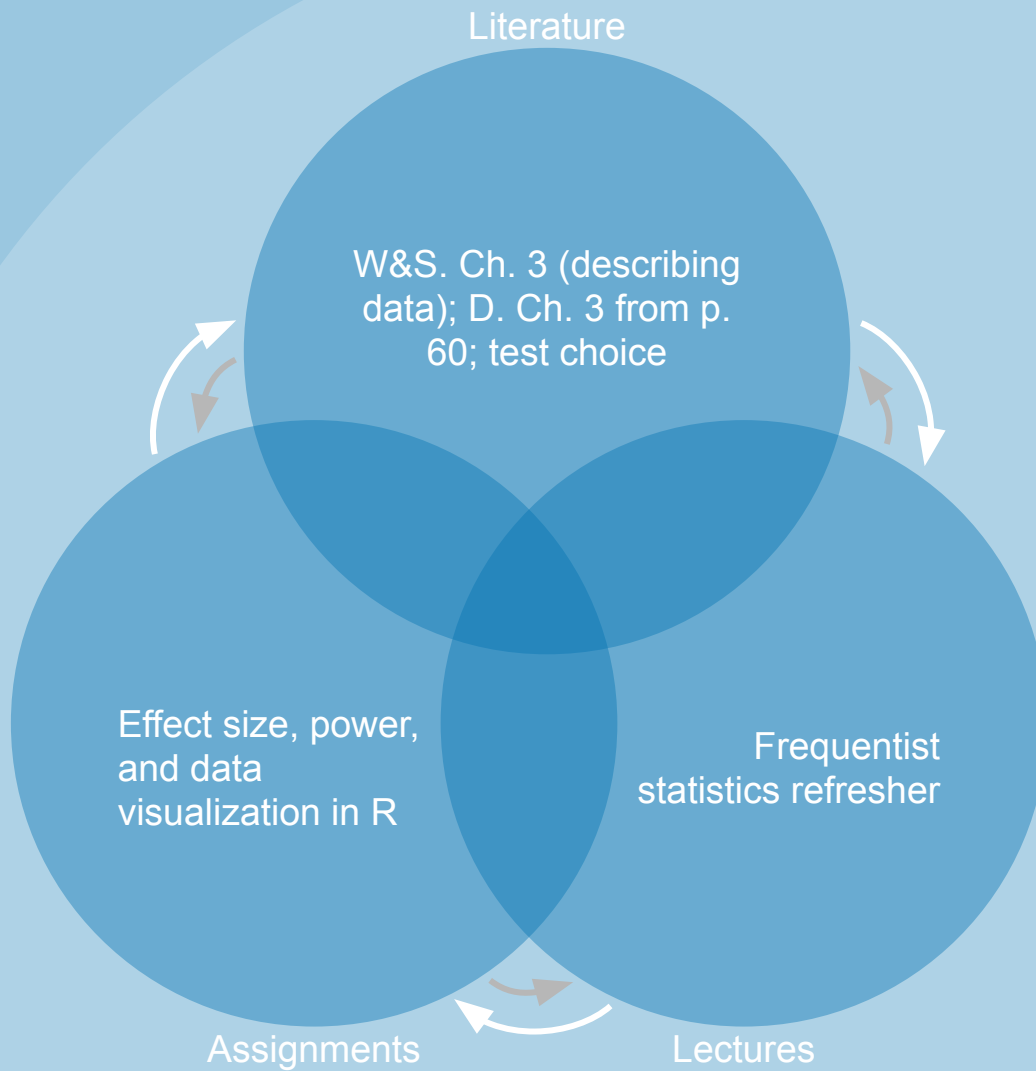 Literature
W&S. Ch. 3 (describing
data); D. Ch. 3 from p.
60; test choice
Effect size, power,
and data
visualization in R
Frequentist
statistics refresher
Assignments
Lectures